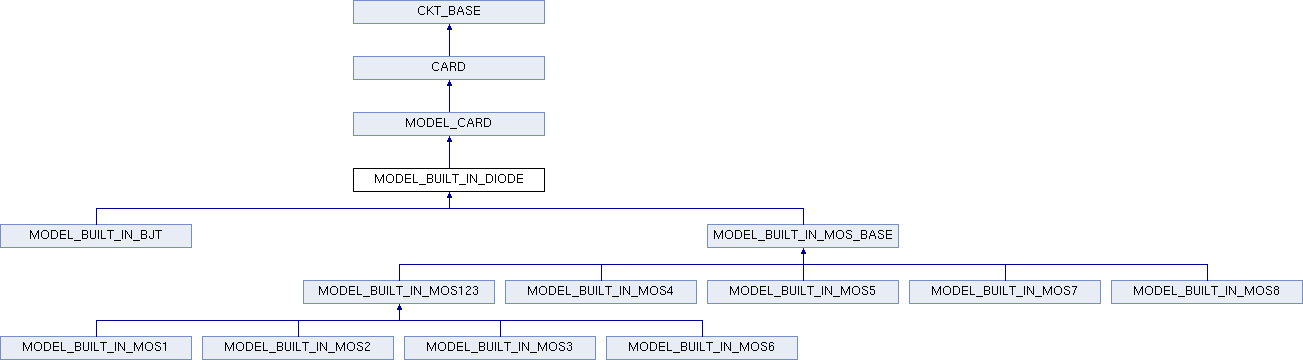 CKT_BASE
CARD
MODEL_CARD
MODEL_BUILT_IN_DIODE
MODEL_BUILT_IN_BJT
MODEL_BUILT_IN_MOS_BASE
MODEL_BUILT_IN_MOS123
MODEL_BUILT_IN_MOS4
MODEL_BUILT_IN_MOS5
MODEL_BUILT_IN_MOS7
MODEL_BUILT_IN_MOS8
MODEL_BUILT_IN_MOS1
MODEL_BUILT_IN_MOS2
MODEL_BUILT_IN_MOS3
MODEL_BUILT_IN_MOS6